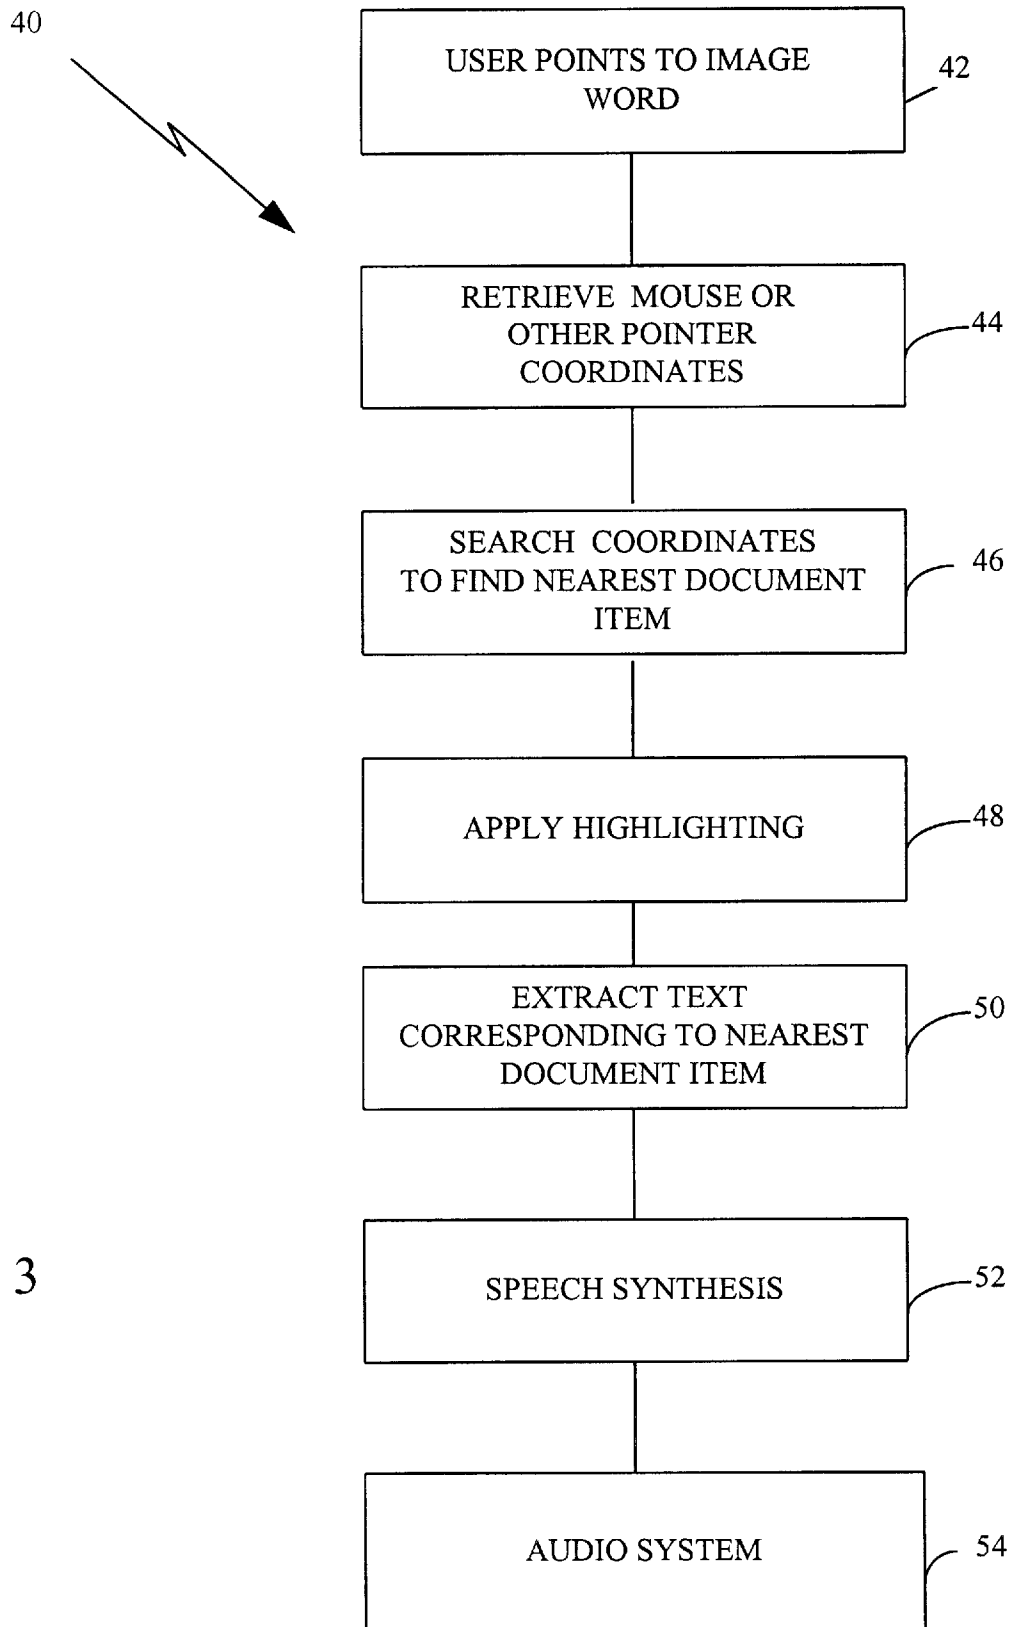 40
USER POINTS TO IMAGE
WORD
42
RETRIEVE MOUSE OR
OTHER POINTER
COORDINATES
44
SEARCH COORDINATES
TO FIND NEAREST DOCUMENT
ITEM
46
APPLY HIGHLIGHTING
48
EXTRACT TEXT
CORRESPONDING TO NEAREST
DOCUMENT ITEM
50
3
SPEECH SYNTHESIS
52
AUDIO SYSTEM
54